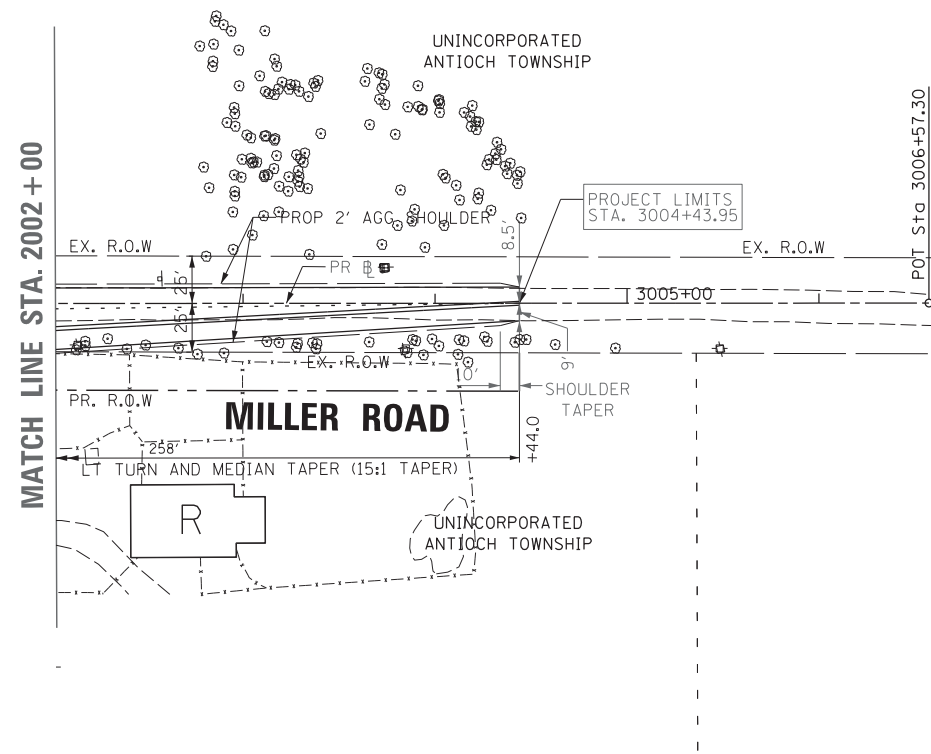 UNINCORPORATED
ANTIOCH TOWNSHIP
MATCH LINE STA. 2002+00
POT Sta 3006+57.30
PROJECT LIMITS
STA. 3004+43.95
PROP 2' AGG SHOULDER
8.5'
EX. R.O.W
EX. R.O.W
PR ⅊
25'
25'
3005+00
9'
EX. R.O.W
SHOULDER
TAPER
PR. R.O.W
MILLER ROAD
+44.0
258'
LT TURN AND MEDIAN TAPER (15:1 TAPER)
R
UNINCORPORATED
ANTIOCH TOWNSHIP